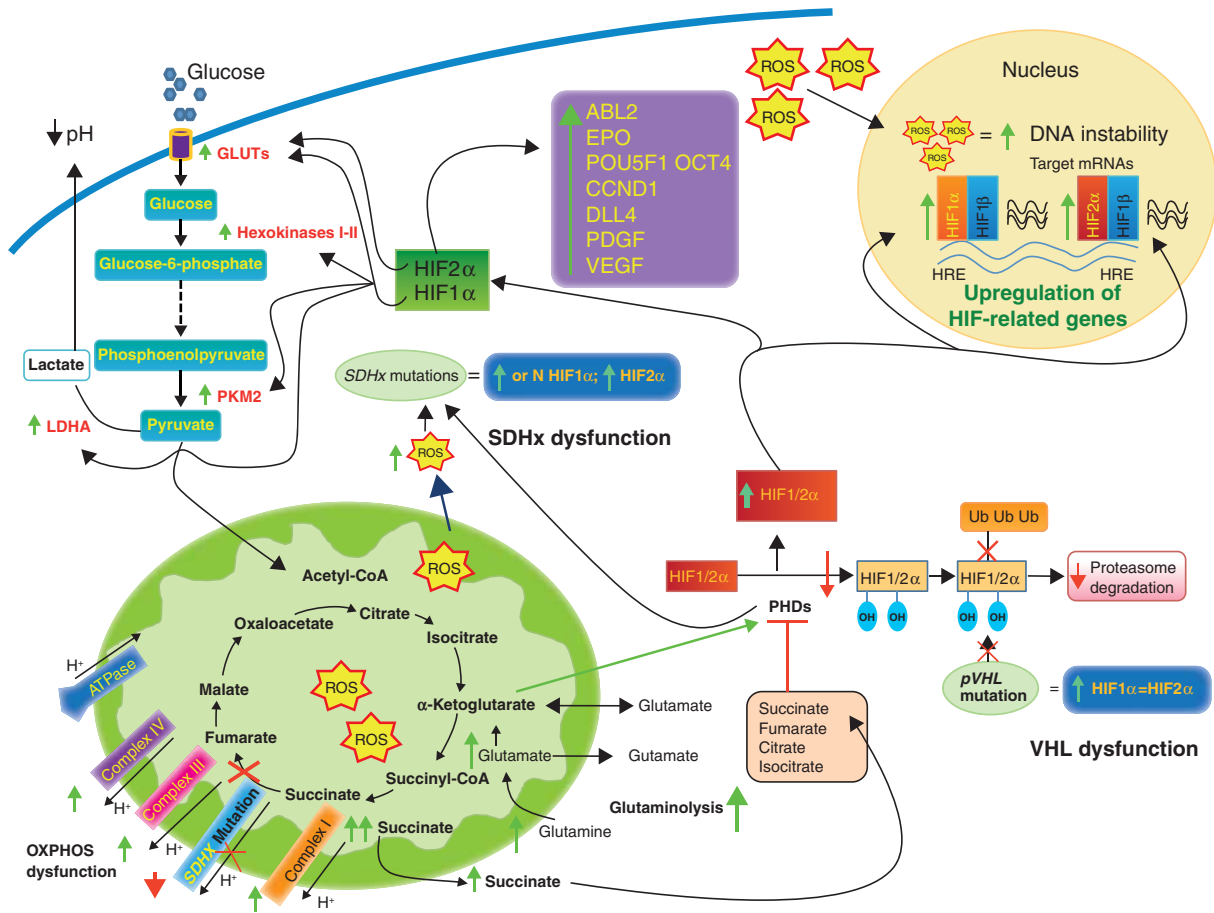 Glucose
pH
GLUTs
Glucose
Hexokinases I-II
Glucose-6-phosphate
Phosphoenolpyruvate
Lactate
PKM2
LDHA
Pyruvate
HIF2α
HIF1α
ABL2
EPO
POU5F1 OCT4
CCND1
DLL4
PDGF
VEGF
ROS
ROS
ROS
Nucleus
ROS
ROS
ROS
= DNA instability
Target mRNAs
HIF1α
HIF1β
HIF2α
HIF1β
HRE
HRE
Upregulation of
HIF-related genes
SDHx mutations
= or N HIF1α; HIF2α
SDHx dysfunction
ROS
ROS
HIF1/2α
HIF1/2α
HIF1/2α
HIF1/2α
Ub Ub Ub
Proteasome
degradation
OH
OH
OH
OH
PHDs
pVHL
mutation
= HIF1α=HIF2α
VHL dysfunction
Succinate
Fumarate
Citrate
Isocitrate
Acetyl-CoA
Citrate
Oxaloacetate
Isocitrate
Malate
ROS
ROS
α-Ketoglutarate
Glutamate
Fumarate
Glutamate
Gutamate
Succinyl-CoA
Succinate
Succinate
Glutamine
Glutaminolysis
Succinate
H+
ATPase
Complex IV
H+
Complex III
H+
SDHX Mutation
H+
Complex I
H+
OXPHOS
dysfunction